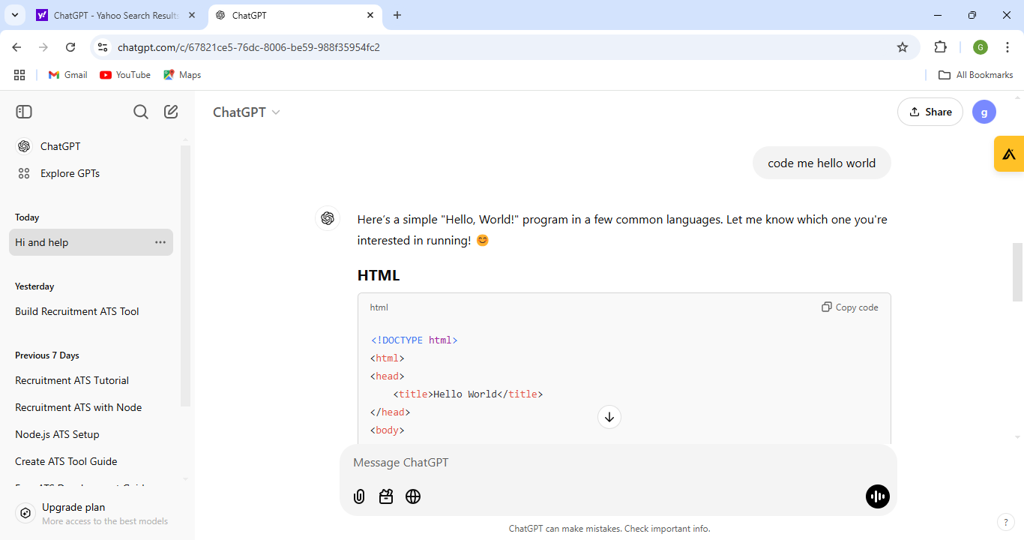 ChatGPT - Yahoo Search Results
ChatGPT
chatgpt.com/c/67821ce5-76dc-8006-be59-988f35954fc2
G
Gmail
YouTube
Maps
All Bookmarks
ChatGPT
Explore GPTs
Today
Hi and help
Yesterday
Build Recruitment ATS Tool
Previous 7 Days
Recruitment ATS Tutorial
Recruitment ATS with Node
Node.js ATS Setup
Create ATS Tool Guide
Upgrade plan
More access to the best models
ChatGPT
Share
g
code me hello world
Here's a simple "Hello, World!" program in a few common languages. Let me know which one you're
interested in running! 😊
HTML
html
Copy code
<!DOCTYPE html>
<html>
<head>
    <title>Hello World</title>
</head>
<body>
Message ChatGPT
ChatGPT can make mistakes. Check important info.
?